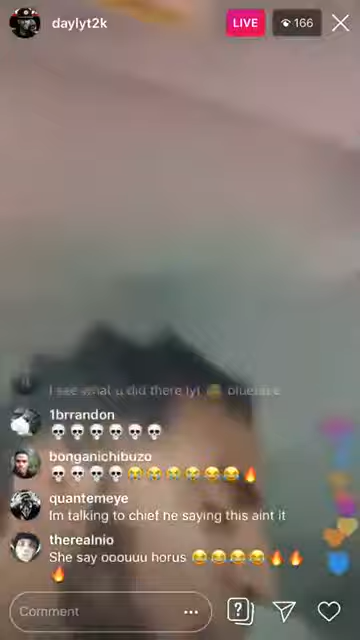 daylyt2k
LIVE
166
I see what u did there lyt 😂 blueface
1brrandon
💀💀💀💀💀💀
bonganichibuzo
💀💀💀💀😂😂😂😂😂😂🔥
quantemeye
Im talking to chief he saying this aint it
therealnio
She say ooouuu horus 😂😂😂😂🔥🔥
🔥
Comment